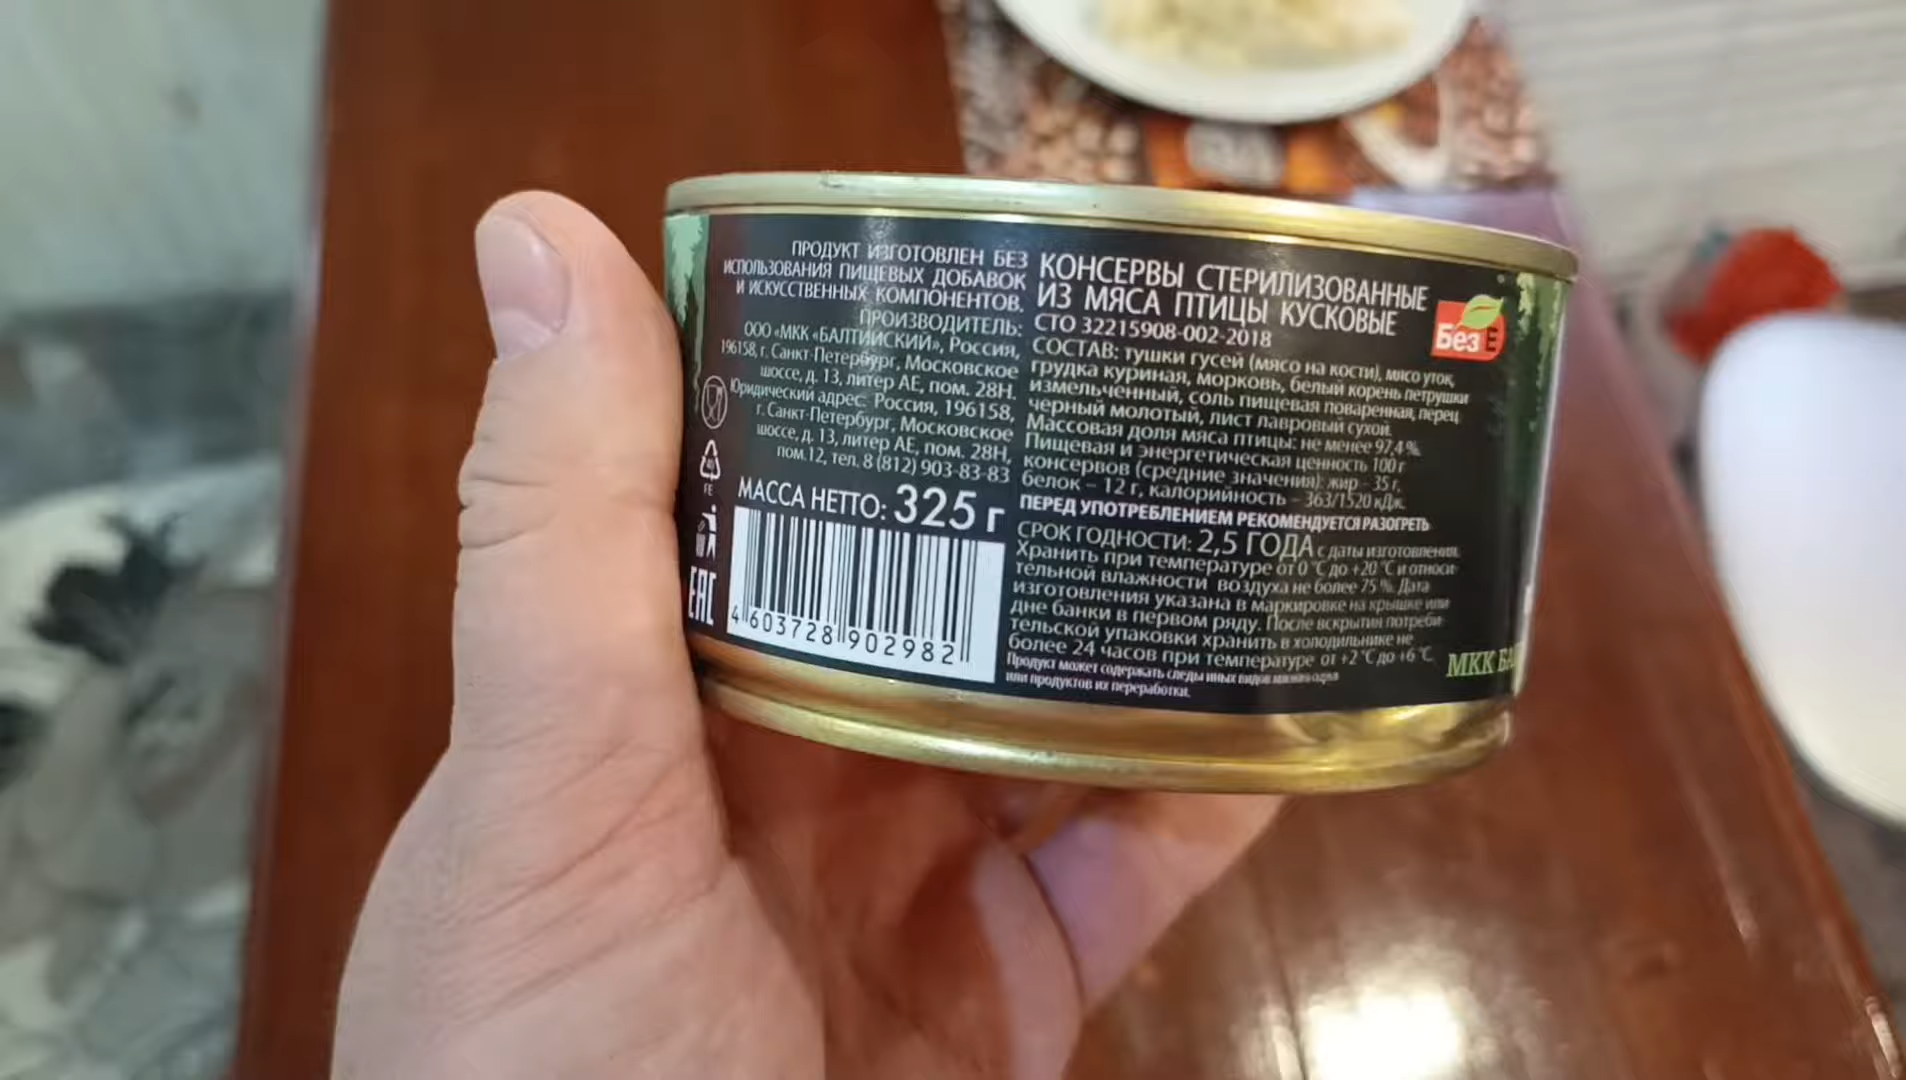 ПРОДУКТ ИЗГОТОВЛЕН БЕЗ
ИСПОЛЬЗОВАНИЯ ПИЩЕВЫХ ДОБАВОК
И ИСКУССТВЕННЫХ КОМПОНЕНТОВ.
ПРОИЗВОДИТЕЛЬ:
ООО «МКК «БАЛТИЙСКИЙ», Россия,
196158, г. Санкт-Петербург, Московское
шоссе, д. 13, литер АЕ, пом. 28Н.
Юридический адрес: Россия, 196158,
г. Санкт-Петербург, Московское
шоссе, д. 13, литер АЕ, пом. 28Н,
пом.12, тел. 8 (812) 903-83-83
МАССА НЕТТО: 325 г
40
FE
EAC
4 603728 902982
КОНСЕРВЫ СТЕРИЛИЗОВАННЫЕ
ИЗ МЯСА ПТИЦЫ КУСКОВЫЕ
СТО 32215908-002-2018
Без Е
СОСТАВ: тушки гусей (мясо на кости), мясо уток,
грудка куриная, морковь, белый корень петрушки
измельченный, соль пищевая поваренная, перец
черный молотый, лист лавровый сухой.
Массовая доля мяса птицы: не менее 97,4 %
Пищевая и энергетическая ценность 100 г
консервов (средние значения): жир - 35 г,
белок – 12 г, калорийность – 363/1520 кДж.
ПЕРЕД УПОТРЕБЛЕНИЕМ РЕКОМЕНДУЕТСЯ РАЗОГРЕТЬ
СРОК ГОДНОСТИ: 2,5 ГОДА с даты изготовления.
Хранить при температуре от 0 °С до +20 °С и относи-
тельной влажности воздуха не более 75 %. Дата
изготовления указана в маркировке на крышке или
дне банки в первом ряду. После вскрытия потреби-
тельской упаковки хранить в холодильнике не
более 24 часов при температуре от +2 °С до +6 °С.
Продукт может содержать следы иных видов
или продуктов их переработки.
МКК